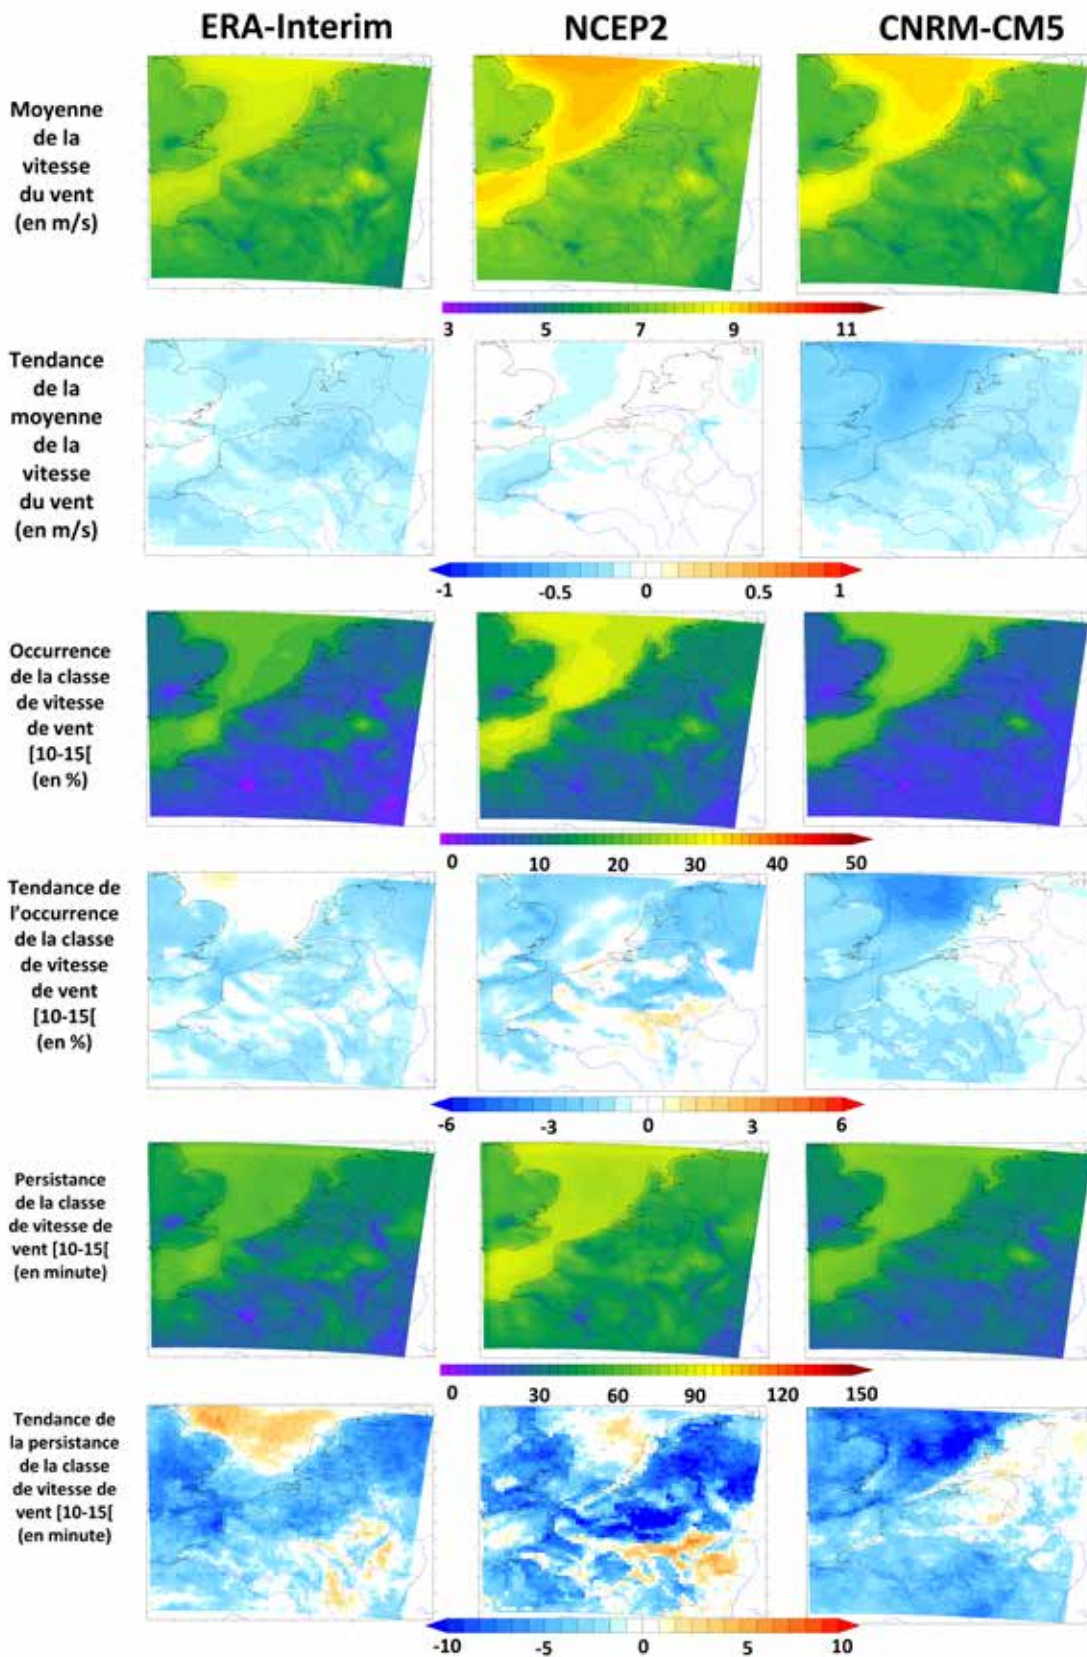 ERA-Interim NCEP2 CNRM-CM5
Moyenne
de la
vitesse
du vent
(en m/s)
3 5 7 9 11
Tendance
de la
moyenne
de la
vitesse
du vent
(en m/s)
-1 -0.5 0 0.5 1
Occurrence
de la classe
de vitesse
de vent
[10-15[
(en %)
0 10 20 30 40 50
Tendance de
l'occurrence
de la classe
de vitesse
de vent
[10-15[
(en %)
-6 -3 0 3 6
Persistance
de la classe
de vitesse de
vent [10-15[
(en minute)
0 30 60 90 120 150
Tendance de
la persistance
de la classe
de vitesse de
vent [10-15[
(en minute)
-10 -5 0 5 10